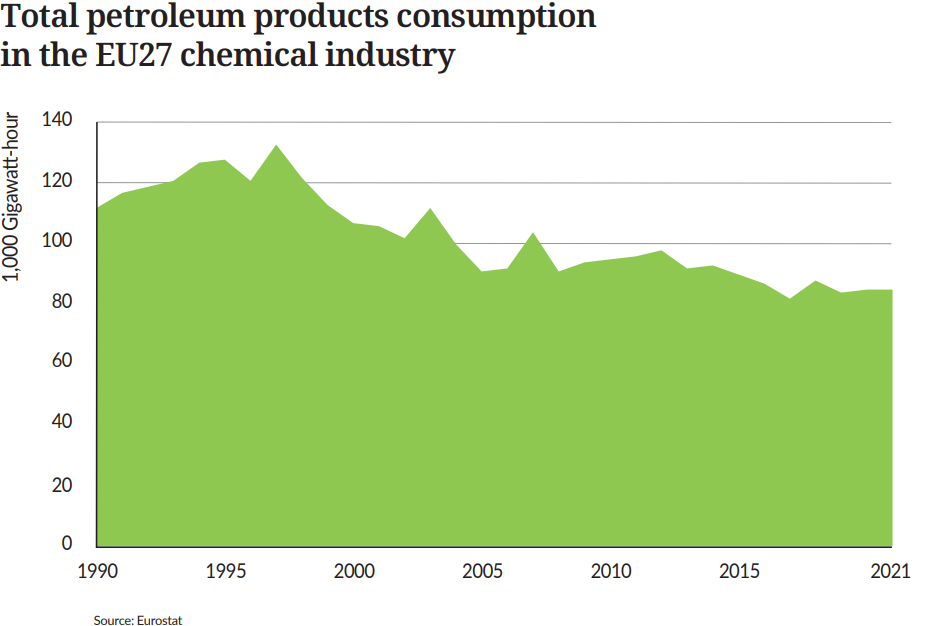 Total petroleum products consumption
in the EU27 chemical industry
1,000 Gigawatt-hour
140
120
100
80
60
40
20
0
1990 1995 2000 2005 2010 2015 2021
Source: Eurostat